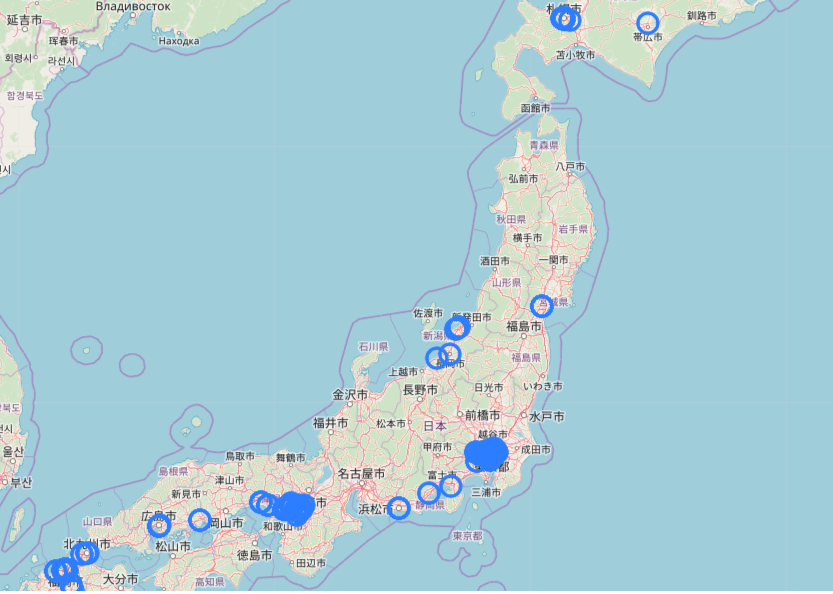 Владивосток
延吉市
札幌市
釧路市
珲春市
Находка
帯広市
회령시
라선시
苫小牧市
함경북도
函館市
青森県
八戸市
弘前市
秋田県
岩手県
横手市
酒田市
一関市
山形県
宮城県
佐渡市
新発田市
福島市
新潟県
石川県
福島県
上越市
長岡市
いわき市
長野市
日光市
金沢市
前橋市
水戸市
福井市
松本市
日本
越谷市
甲府市
成田市
울산
鳥取市
舞鶴市
島根県
津山市
名古屋市
富士市
부산
新見市
三浦市
浜松市
静岡県
広島市
岡山市
山口県
和歌山市
東京都
北九州市
松山市
徳島市
田辺市
福岡市
大分市
高知県